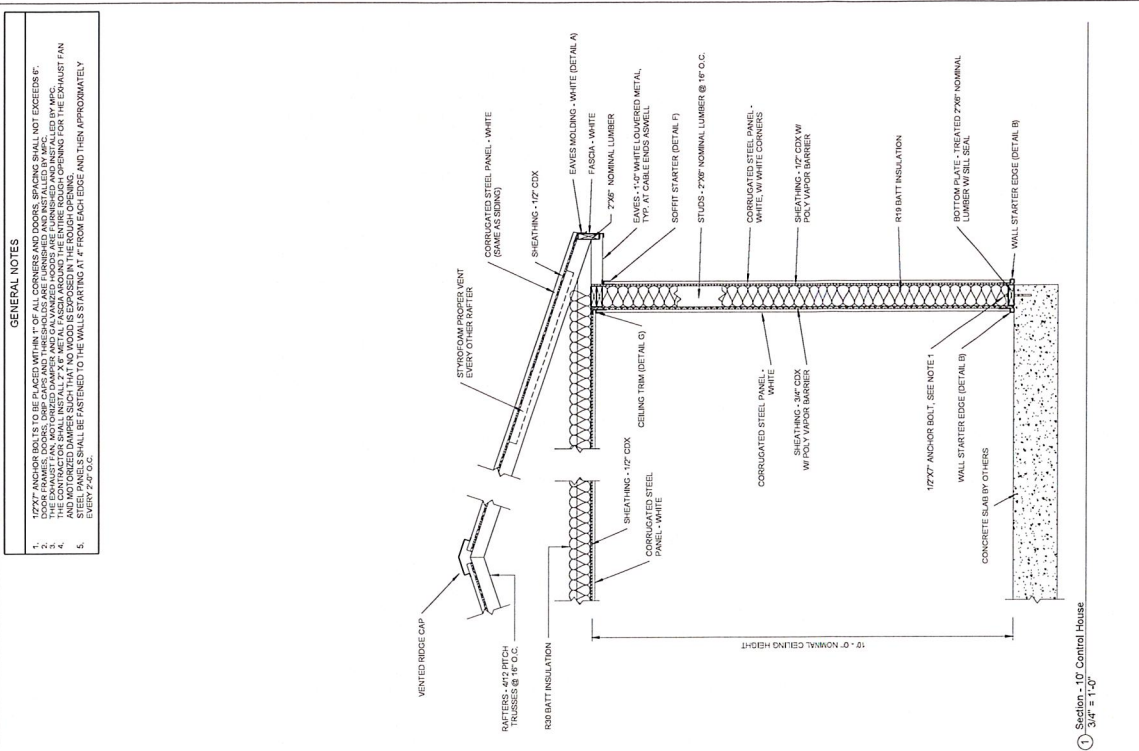 GENERAL NOTES
1. 1/2"X7" ANCHOR BOLTS TO BE PLACED WITHIN 1" OF ALL CORNERS AND DOORS, SPACING SHALL NOT EXCEEDS 6'.
2. DOOR FRAMES, DOORS, DRIP CAPS AND THRESHOLDS ARE FURNISHED AND INSTALLED BY MPC.
3. THE EXHAUST FAN, MOTORIZED DAMPER AND GALVANIZED HOODS ARE FURNISHED AND INSTALLED BY MPC.
4. THE CONTRACTOR SHALL INSTALL 2" X 6" METAL FASCIA AROUND THE ENTIRE ROUGH OPENING FOR THE EXHAUST FAN
AND MOTORIZED DAMPER SUCH THAT NO WOOD IS EXPOSED IN THE ROUGH OPENING.
5. STEEL PANELS SHALL BE FASTENED TO THE WALLS STARTING AT 4" FROM EACH EDGE AND THEN APPROXIMATELY
EVERY 2'-0" O.C.
VENTED RIDGE CAP
RAFTERS - 4/12 PITCH
TRUSSES @ 16" O.C.
R30 BATT INSULATION
STYROFOAM PROPER VENT
EVERY OTHER RAFTER
CORRUGATED STEEL PANEL - WHITE
(SAME AS SIDING)
SHEATHING - 1/2" CDX
EAVES MOLDING - WHITE (DETAIL A)
FASCIA - WHITE
2"X6" NOMINAL LUMBER
EAVES - 1'-0" WHITE LOUVERED METAL,
TYP. AT CABLE ENDS ASWELL
SOFFIT STARTER (DETAIL F)
STUDS - 2"X6" NOMINAL LUMBER @ 16" O.C.
CORRUGATED STEEL PANEL -
WHITE, W/ WHITE CORNERS
SHEATHING - 1/2" CDX W/
POLY VAPOR BARRIER
R19 BATT INSULATION
BOTTOM PLATE - TREATED 2"X6" NOMINAL
LUMBER W/ SILL SEAL
WALL STARTER EDGE (DETAIL B)
SHEATHING - 1/2" CDX
CORRUGATED STEEL
PANEL - WHITE
CEILING TRIM (DETAIL G)
CORRUGATED STEEL PANEL -
WHITE
SHEATHING - 3/4" CDX
W/ POLY VAPOR BARRIER
1/2"X7" ANCHOR BOLT, SEE NOTE 1
WALL STARTER EDGE (DETAIL B)
CONCRETE SLAB BY OTHERS
10' - 0" NOMINAL CEILING HEIGHT
1 Section - 10' Control House
3/4" = 1'-0"